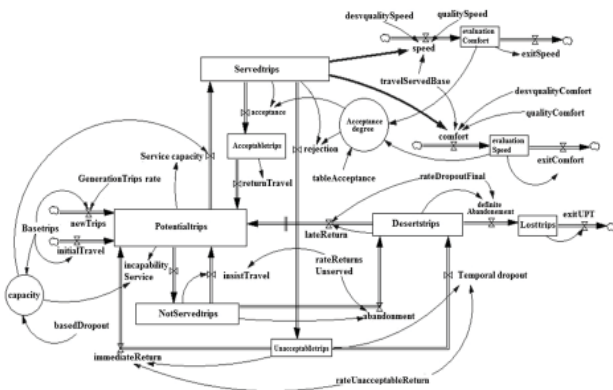 desvqualitySpeed
qualitySpeed
speed
evaluation
Comfort
exitSpeed
Servedtrips
travelServedBase
desvqualityComfort
qualityComfort
acceptance
Acceptance
degree
comfort
evaluation
Speed
exitComfort
Acceptabletrips
rejection
Service capacity
returnTravel
tableAcceptance
rateDropoutFinal
GenerationTrips rate
definite
Abandonement
exitUPT
Basetrips
newTrips
Potentialtrips
lateReturn
Desertstrips
Losttrips
initialTravel
incapability
Service
insistTravel
rateReturns
Unserved
Temporal dropout
capacity
NotServedtrips
abandonment
basedDropout
Unacceptabletrips
immediateReturn
rateUnacceptableReturn